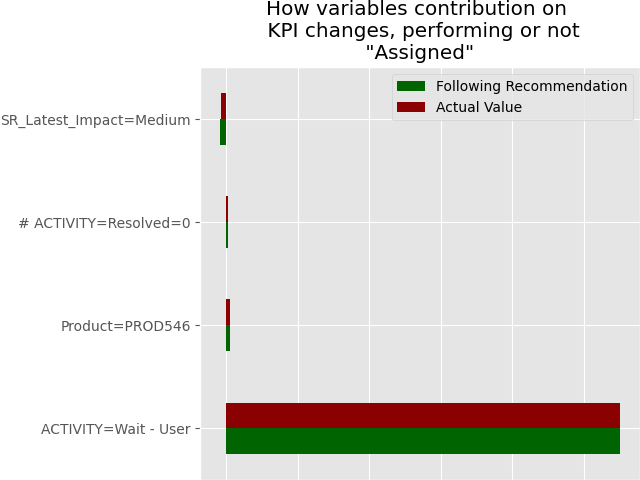 How variables contribution on
KPI changes, performing or not
"Assigned"
Following Recommendation
Actual Value
SR_Latest_Impact=Medium
# ACTIVITY=Resolved=0
Product=PROD546
ACTIVITY=Wait - User